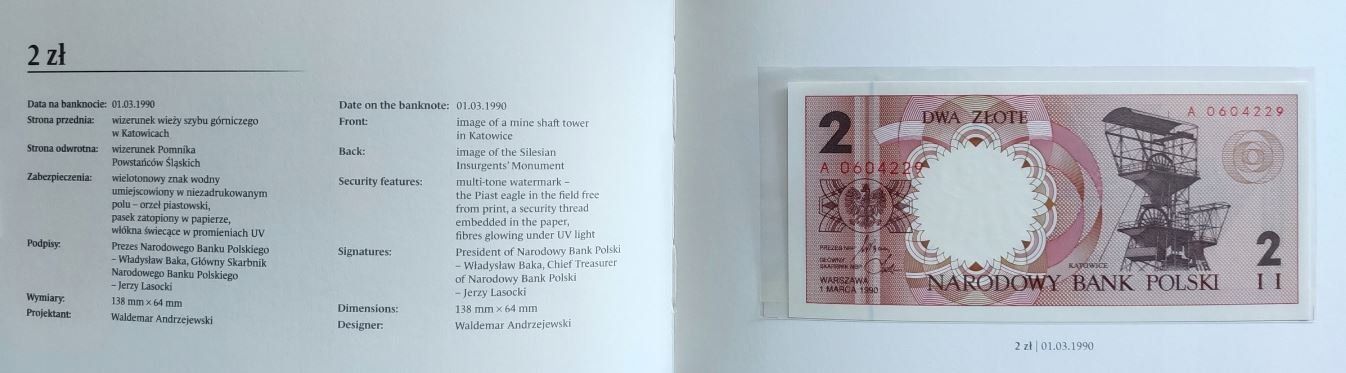 2 zł
Data na banknocie: 01.03.1990
Strona przednia: wizerunek wieży szybu górniczego
w Katowicach
Strona odwrotna: wizerunek Pomnika
Powstańców Śląskich
Zabezpieczenia: wielotonowy znak wodny
umiejscowiony w niezadrukowanym
polu – orzeł piastowski,
pasek zatopiony w papierze,
włókna świecące w promieniach UV
Podpisy: Prezes Narodowego Banku Polskiego
– Władysław Baka, Główny Skarbnik
Narodowego Banku Polskiego
– Jerzy Lasocki
Wymiary: 138 mm × 64 mm
Projektant: Waldemar Andrzejewski
Date on the banknote: 01.03.1990
Front: image of a mine shaft tower
in Katowice
Back: image of the Silesian
Insurgents' Monument
Security features: multi-tone watermark –
the Piast eagle in the field free
from print, a security thread
embedded in the paper,
fibres glowing under UV light
Signatures: President of Narodowy Bank Polski
– Władysław Baka, Chief Treasurer
of Narodowy Bank Polski
– Jerzy Lasocki
Dimensions: 138 mm × 64 mm
Designer: Waldemar Andrzejewski
2
DWA ZŁOTE
A 0604229
A 0604229
PREZES NBP
GŁÓWNY
SKARBNIK NBP
WARSZAWA
1 MARCA 1990
KATOWICE
2
NARODOWY BANK POLSKI
2 zł | 01.03.1990